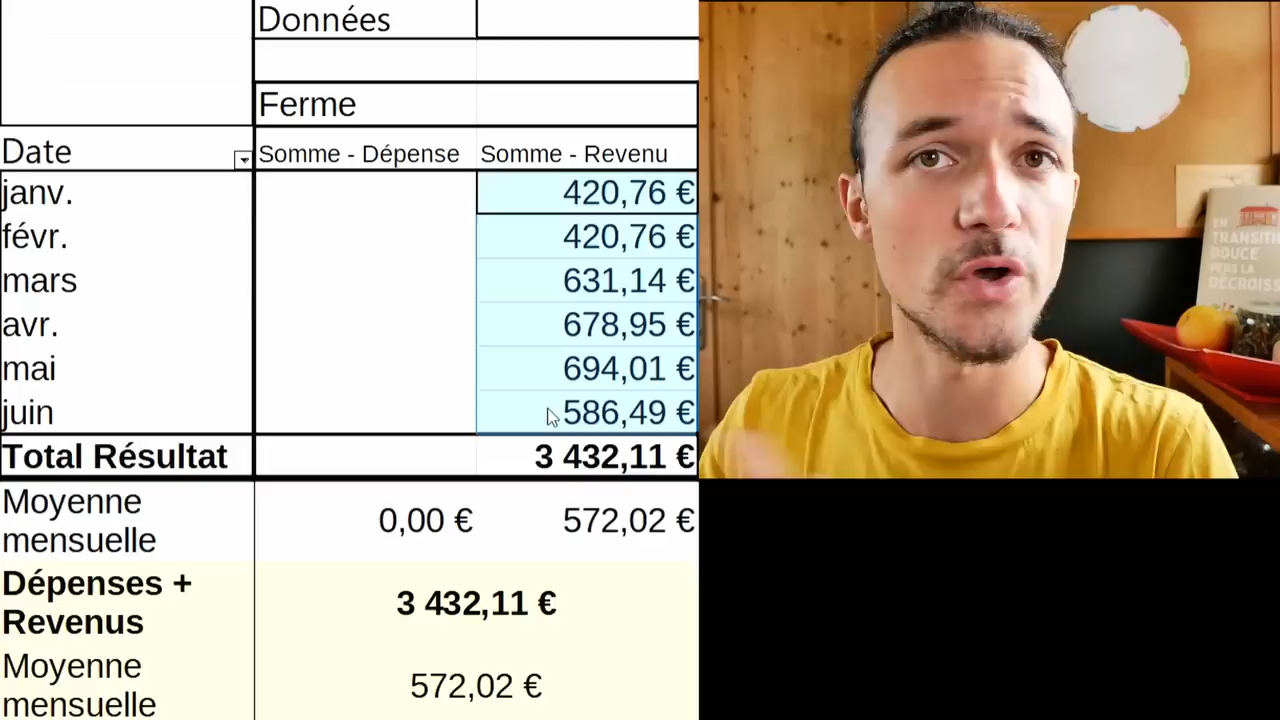 Données
Ferme
Date Somme - Dépense Somme - Revenu
janv. 420,76 €
févr. 420,76 €
mars 631,14 €
avr. 678,95 €
mai 694,01 €
juin 586,49 €
Total Résultat 3 432,11 €
Moyenne
mensuelle 0,00 € 572,02 €
Dépenses +
Revenus 3 432,11 €
Moyenne
mensuelle 572,02 €
EN
TRANSITI
DOUCE
VERS LA
DÉCROISS